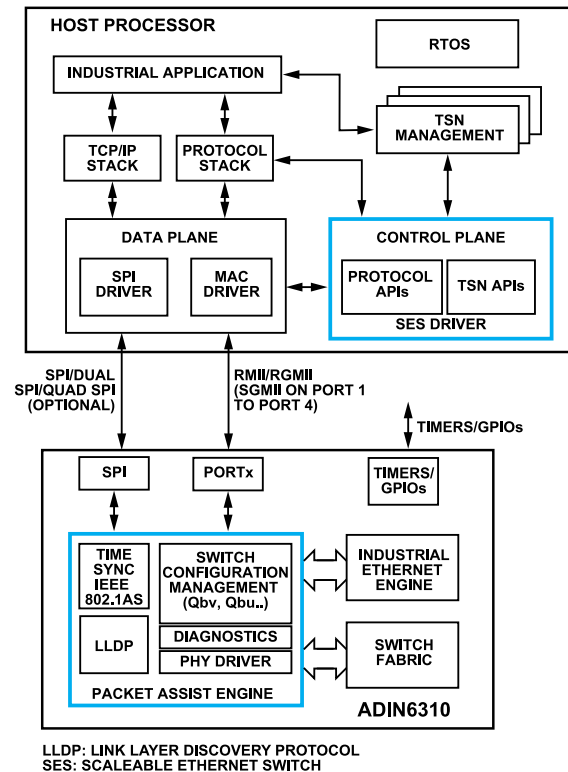 HOST PROCESSOR
RTOS
INDUSTRIAL APPLICATION
TSN
MANAGEMENT
TCP/IP
STACK
PROTOCOL
STACK
DATA PLANE
SPI
DRIVER
MAC
DRIVER
CONTROL PLANE
PROTOCOL
APIs
TSN APIs
SES DRIVER
SPI/DUAL
SPI/QUAD SPI
(OPTIONAL)
RMII/RGMII
(SGMII ON PORT 1
TO PORT 4)
TIMERS/GPIOs
SPI
PORTx
TIMERS/
GPIOs
TIME
SYNC
IEEE
802.1AS
SWITCH
CONFIGURATION
MANAGEMENT
(Qbv, Qbu..)
INDUSTRIAL
ETHERNET
ENGINE
LLDP
DIAGNOSTICS
PHY DRIVER
SWITCH
FABRIC
PACKET ASSIST ENGINE
ADIN6310
LLDP: LINK LAYER DISCOVERY PROTOCOL
SES: SCALEABLE ETHERNET SWITCH